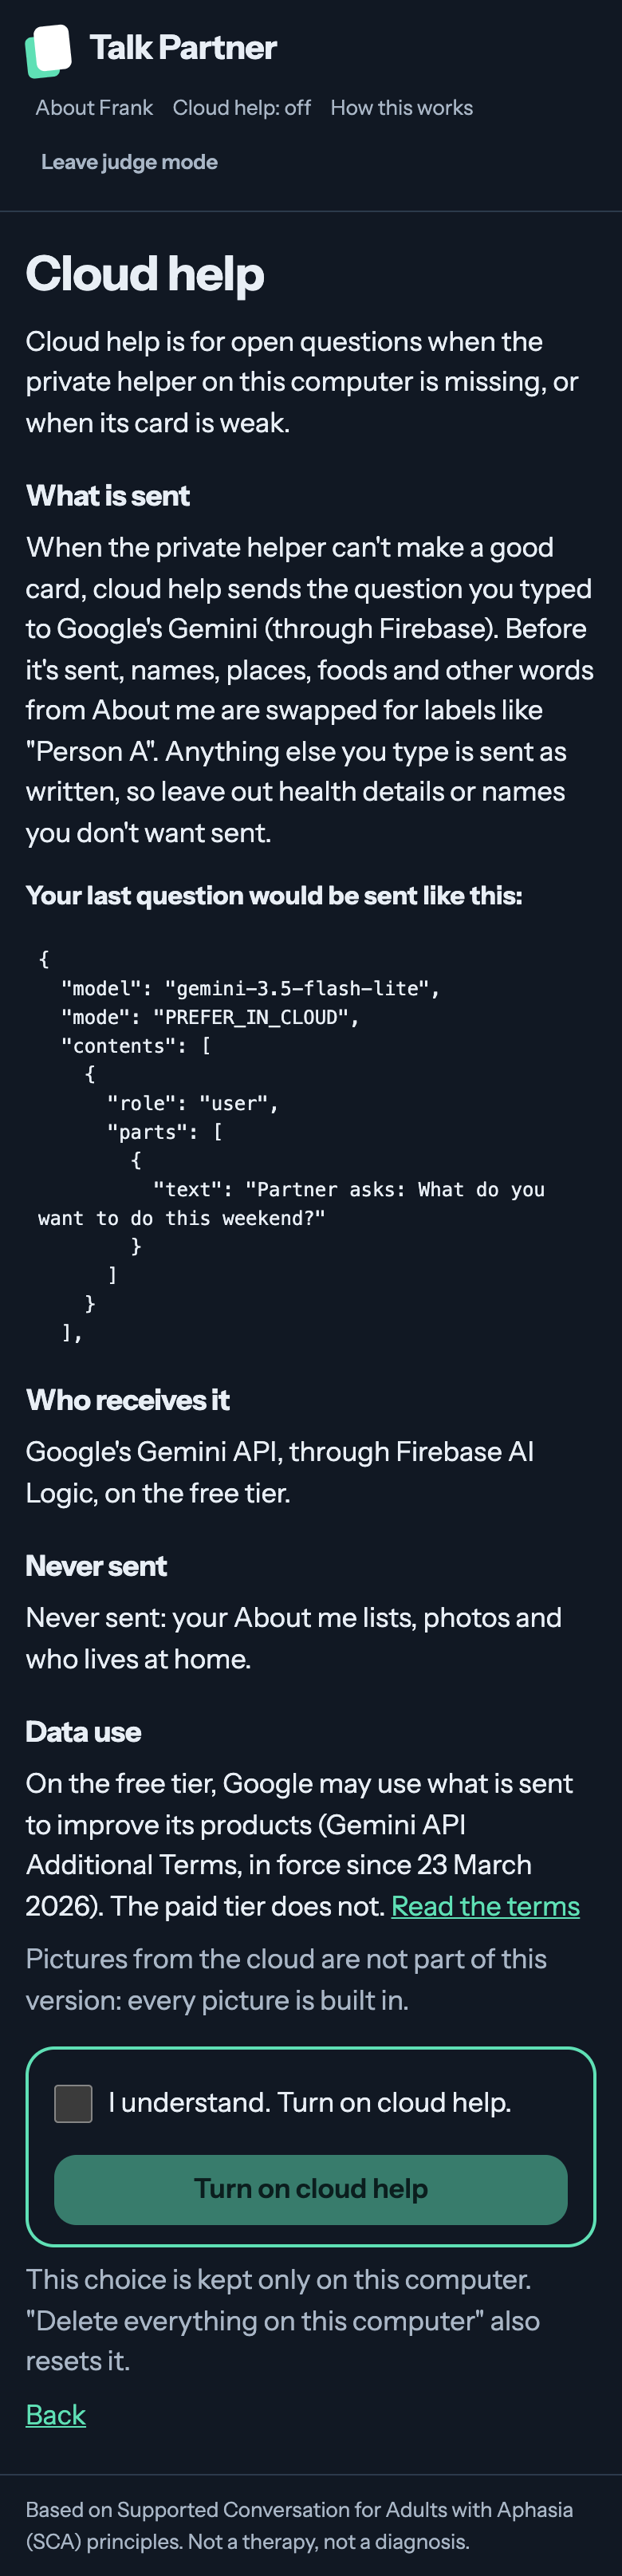 Talk Partner
About Frank Cloud help: off How this works
Leave judge mode
Cloud help
Cloud help is for open questions when the
private helper on this computer is missing, or
when its card is weak.
What is sent
When the private helper can't make a good
card, cloud help sends the question you typed
to Google's Gemini (through Firebase). Before
it's sent, names, places, foods and other words
from About me are swapped for labels like
"Person A". Anything else you type is sent as
written, so leave out health details or names
you don't want sent.
Your last question would be sent like this:
{
  "model": "gemini-3.5-flash-lite",
  "mode": "PREFER_IN_CLOUD",
  "contents": [
    {
      "role": "user",
      "parts": [
        {
          "text": "Partner asks: What do you
want to do this weekend?"
        }
      ]
    }
  ],
Who receives it
Google's Gemini API, through Firebase AI
Logic, on the free tier.
Never sent
Never sent: your About me lists, photos and
who lives at home.
Data use
On the free tier, Google may use what is sent
to improve its products (Gemini API
Additional Terms, in force since 23 March
2026). The paid tier does not. Read the terms
Pictures from the cloud are not part of this
version: every picture is built in.
I understand. Turn on cloud help.
Turn on cloud help
This choice is kept only on this computer.
"Delete everything on this computer" also
resets it.
Back
Based on Supported Conversation for Adults with Aphasia
(SCA) principles. Not a therapy, not a diagnosis.